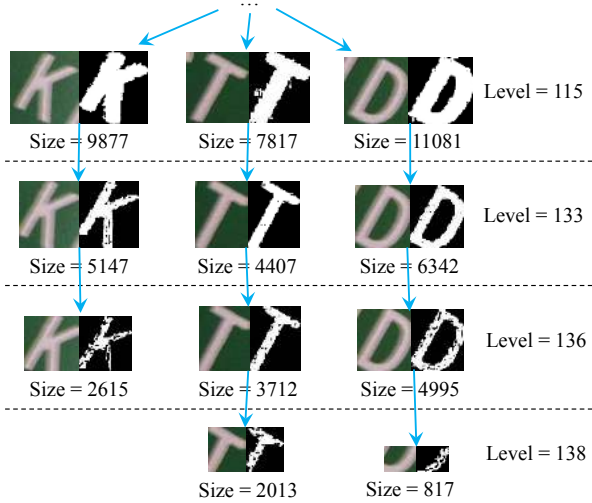 ...
K K T T D D Level = 115
Size = 9877 Size = 7817 Size = 11081
K K T T D D Level = 133
Size = 5147 Size = 4407 Size = 6342
K K T T D D Level = 136
Size = 2615 Size = 3712 Size = 4995
T T Level = 138
Size = 2013 Size = 817